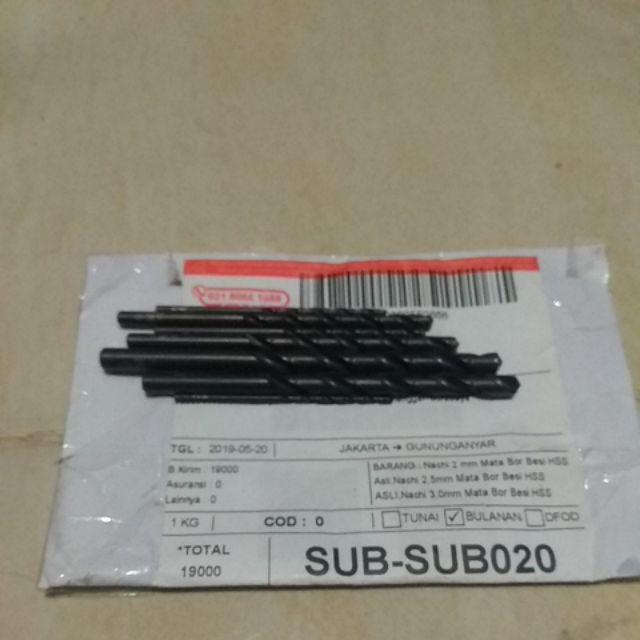 021 8066 1888
TGL : 2019-05-20
JAKARTA → GUNUNGANYAR
B.Kirim : 19000
Asuransi : 0
Lainnya : 0
BARANG : Nachi 2 mm Mata Bor Besi HSS
Asli,Nachi 2.5mm Mata Bor Besi HSS
ASLI,Nachi 3.0mm Mata Bor Besi HSS
1 KG
COD : 0
TUNAI
BULANAN
DFOD
*TOTAL
19000
SUB-SUB020